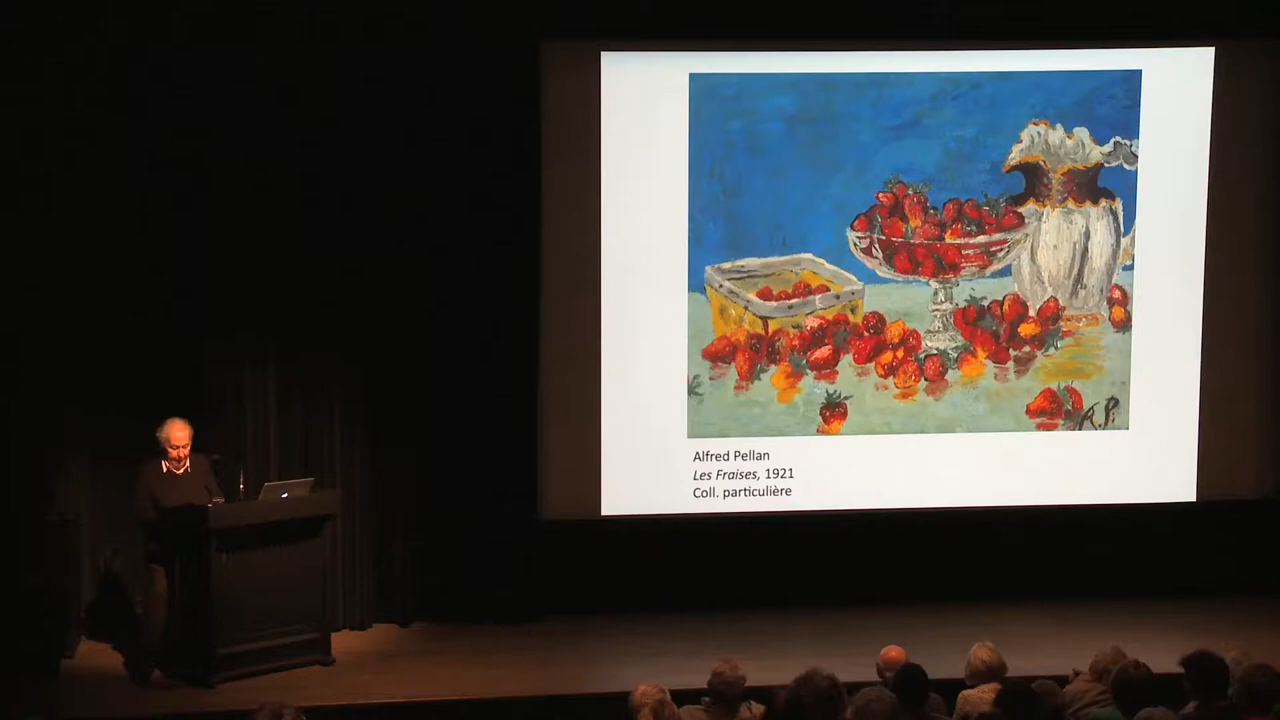 A.P.
Alfred Pellan
Les Fraises, 1921
Coll. particulière